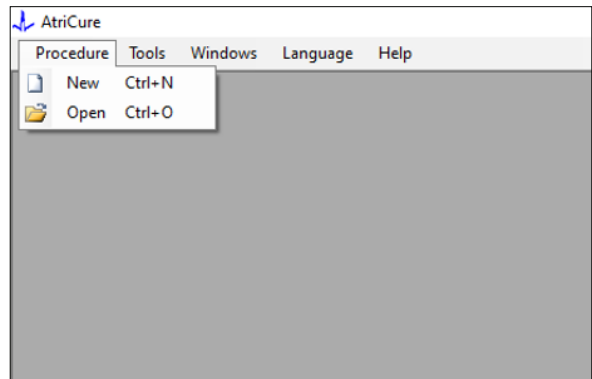 AtriCure
Procedure Tools Windows Language Help
New Ctrl+N
Open Ctrl+O